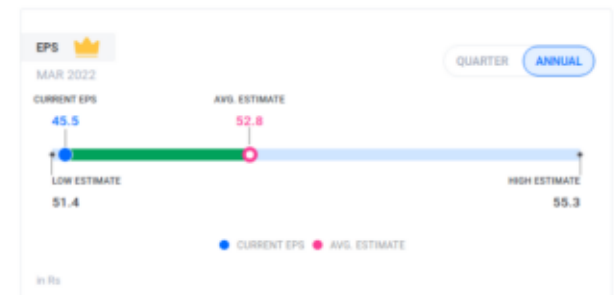 EPS
QUARTER ANNUAL
MAR 2022
CURRENT EPS AVG. ESTIMATE
45.5 52.8
LOW ESTIMATE HIGH ESTIMATE
51.4 55.3
CURRENT EPS AVG. ESTIMATE
in Rs